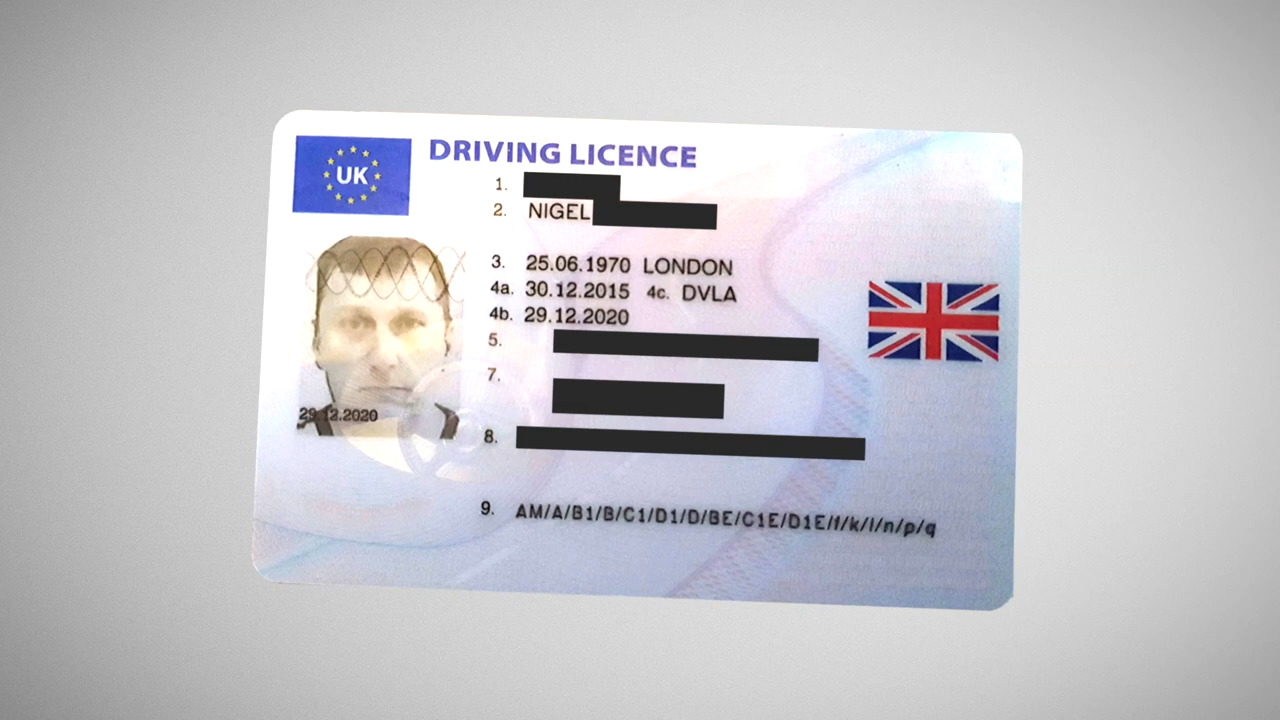 UK
DRIVING LICENCE
1.
2. NIGEL
3. 25.06.1970 LONDON
4a. 30.12.2015 4c. DVLA
4b. 29.12.2020
5.
7.
29.12.2020
8.
9. AM/A/B1/B/C1/D1/D/BE/C1E/D1E/f/k/l/n/p/q